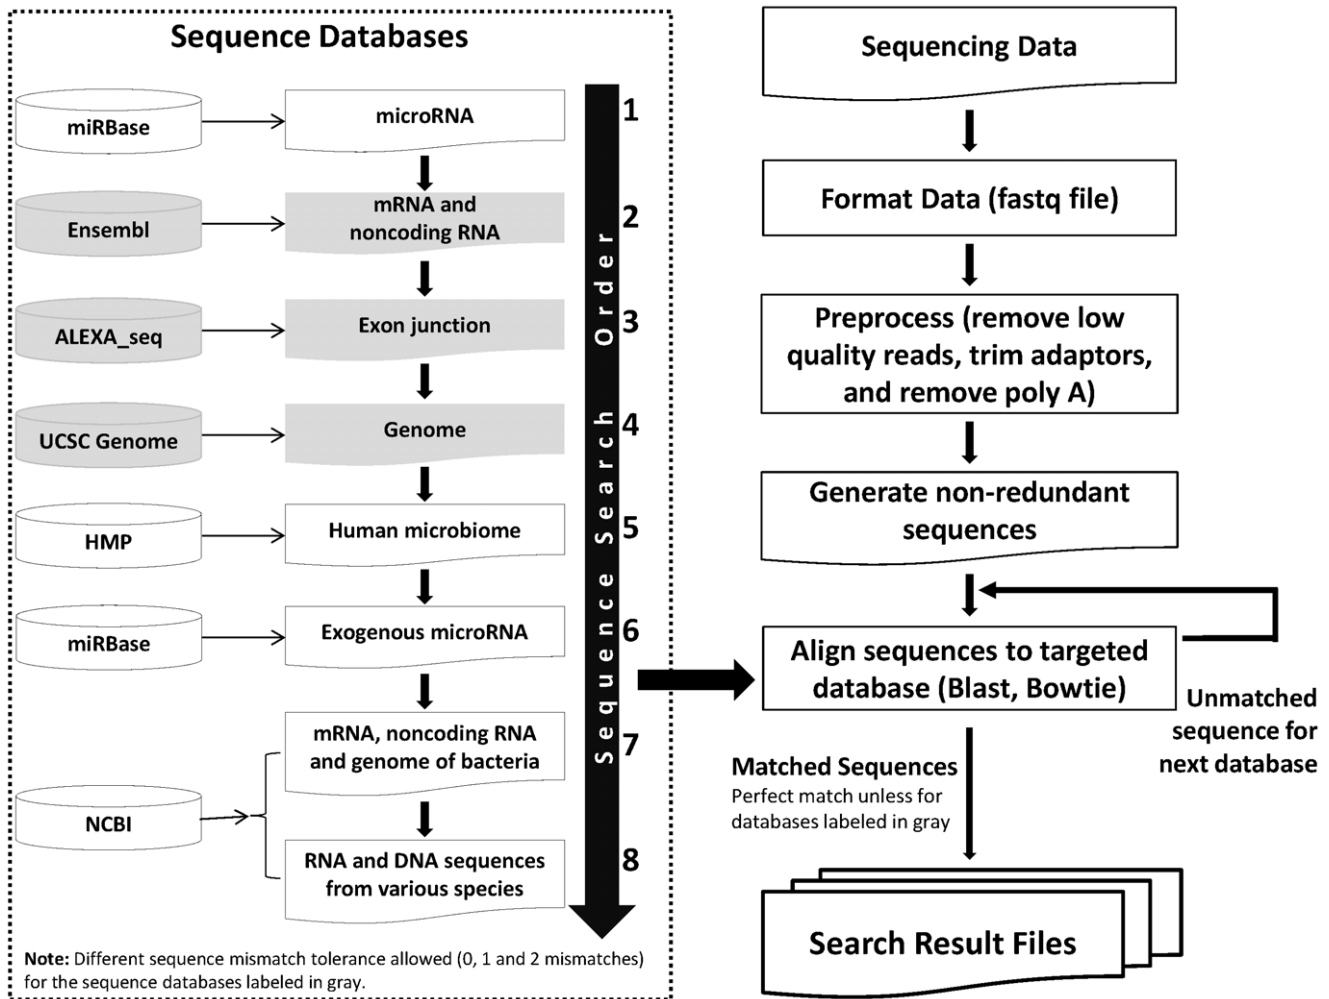 Sequence Databases
miRBase
microRNA
1
Ensembl
mRNA and
noncoding RNA
2
ALEXA_seq
Exon junction
3
UCSC Genome
Genome
4
HMP
Human microbiome
5
miRBase
Exogenous microRNA
6
NCBI
mRNA, noncoding RNA
and genome of bacteria
7
RNA and DNA sequences
from various species
8
Sequence Search Order
Note: Different sequence mismatch tolerance allowed (0, 1 and 2 mismatches)
for the sequence databases labeled in gray.
Sequencing Data
Format Data (fastq file)
Preprocess (remove low
quality reads, trim adaptors,
and remove poly A)
Generate non-redundant
sequences
Align sequences to targeted
database (Blast, Bowtie)
Unmatched
sequence for
next database
Matched Sequences
Perfect match unless for
databases labeled in gray
Search Result Files